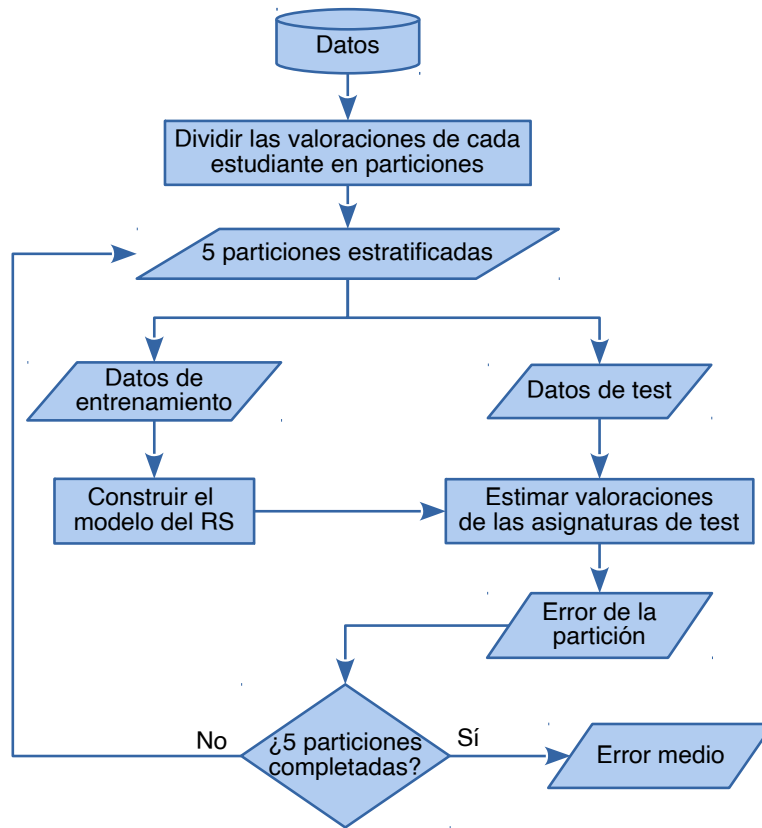 Datos
Dividir las valoraciones de cada
estudiante en particiones
5 particiones estratificadas
Datos de
entrenamiento
Datos de test
Construir el
modelo del RS
Estimar valoraciones
de las asignaturas de test
Error de la
partición
No
¿5 particiones
completadas?
Sí
Error medio